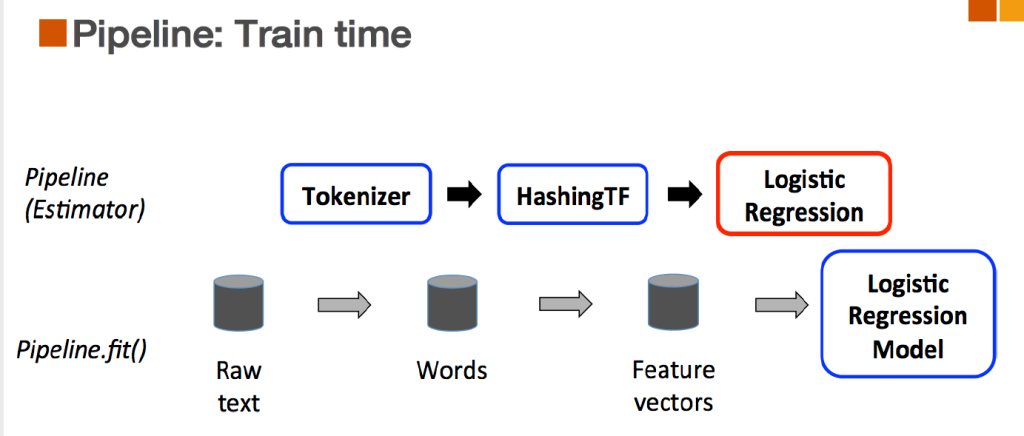 Pipeline: Train time
Pipeline
(Estimator)
Tokenizer
HashingTF
Logistic
Regression
Pipeline.fit()
Raw
text
Words
Feature
vectors
Logistic
Regression
Model